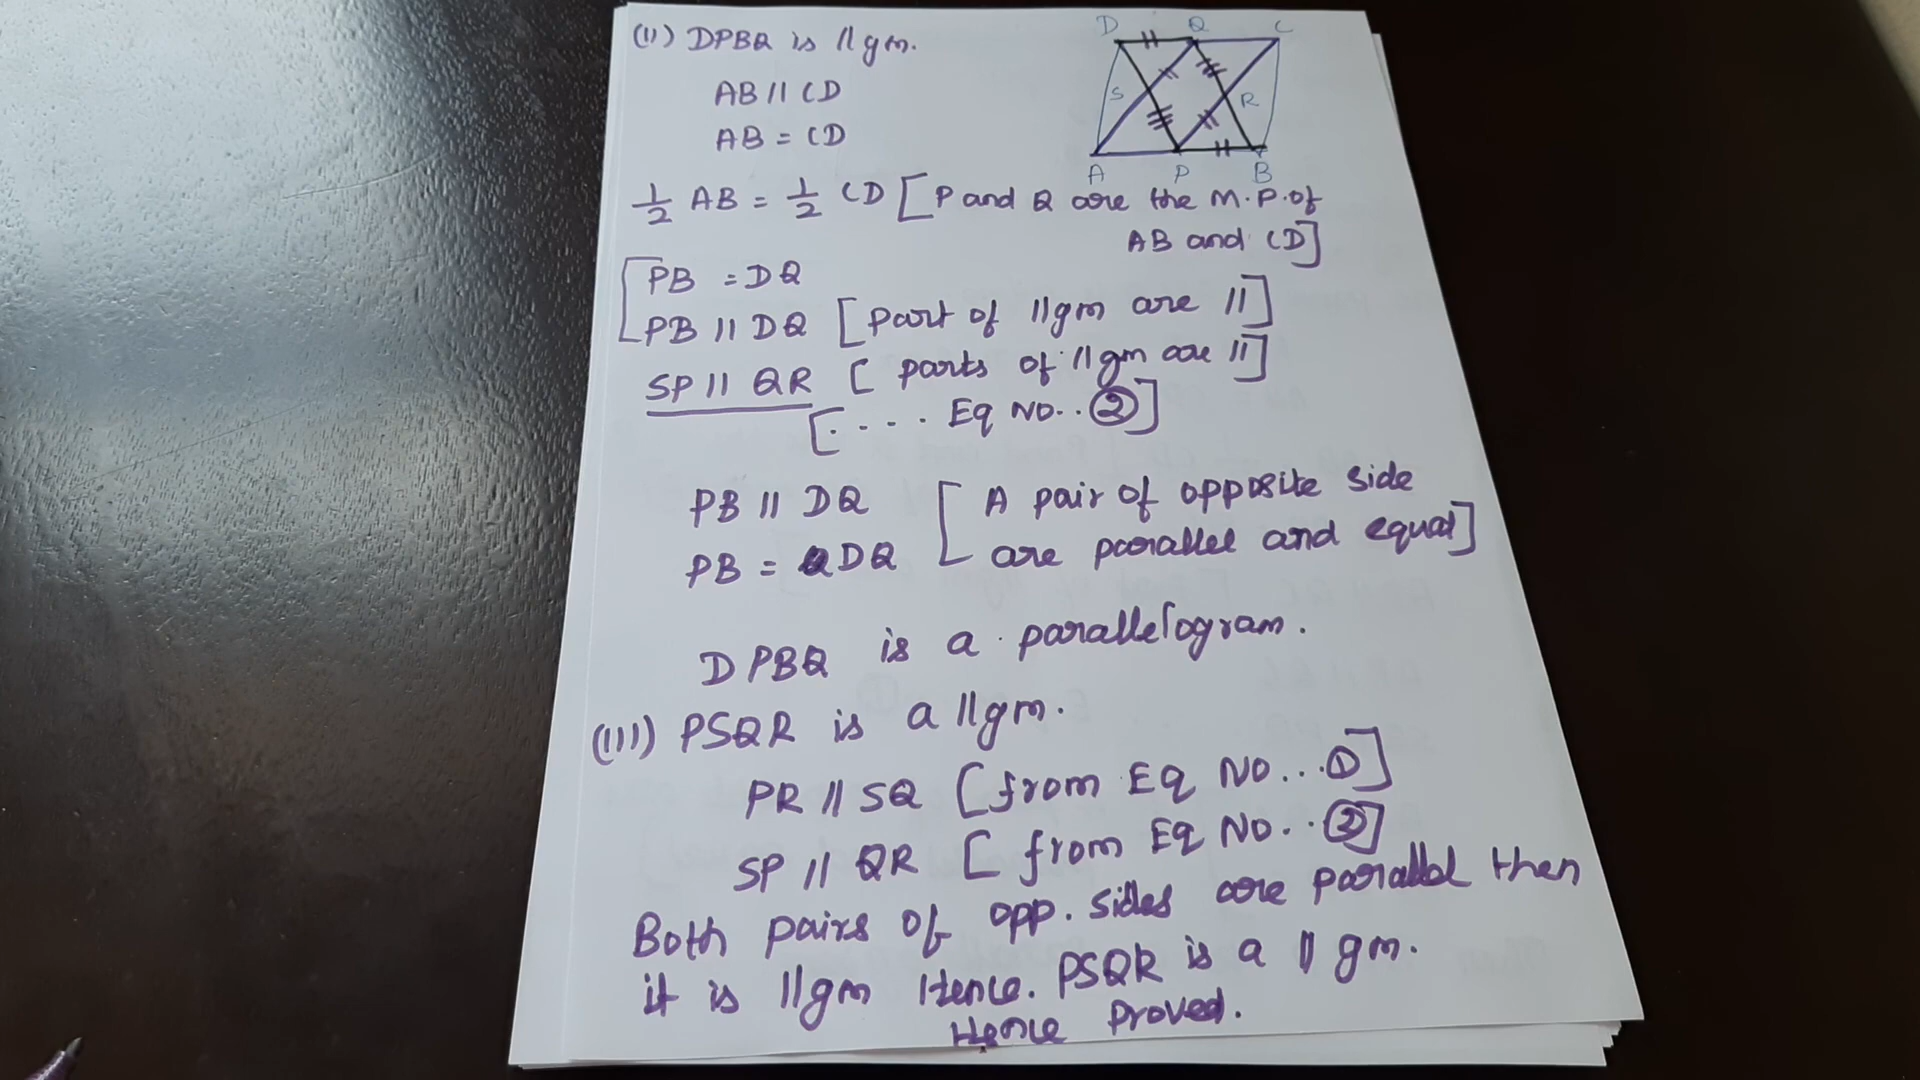 (ii) DPBQ is ||gm.
D Q C
S R
A P B
AB || CD
AB = CD
1/2 AB = 1/2 CD [P and Q are the M.P. of
AB and CD]
PB = DQ
PB || DQ [part of ||gm are ||]
SP || QR [parts of ||gm are ||]
[.... Eq No.. ②]
PB || DQ [A pair of opposite side
PB = DQ are parallel and equal]
DPBQ is a parallelogram.
(iii) PSQR is a ||gm.
PR || SQ [from Eq No...①]
SP || QR [from Eq No...②]
Both pairs of opp. sides are parallel then
it is ||gm Hence. PSQR is a || gm.
Hence Proved.